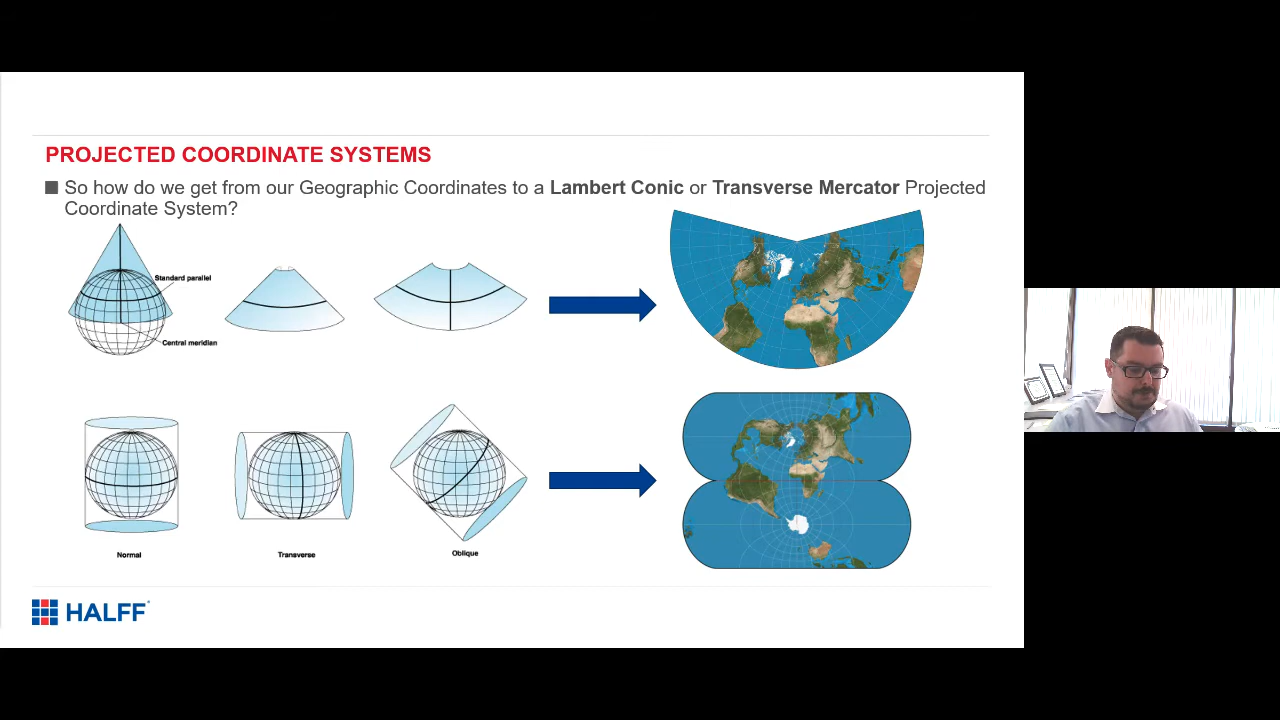 PROJECTED COORDINATE SYSTEMS
So how do we get from our Geographic Coordinates to a Lambert Conic or Transverse Mercator Projected
Coordinate System?
Standard parallel
Central meridian
Normal
Transverse
Oblique
HALFF